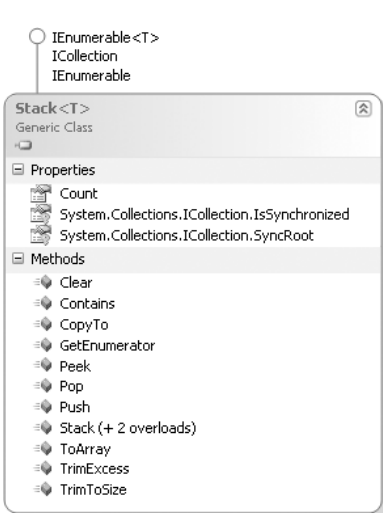 IEnumerable<T>
ICollection
IEnumerable
Stack<T>
Generic Class
Properties
Count
System.Collections.ICollection.IsSynchronized
System.Collections.ICollection.SyncRoot
Methods
Clear
Contains
CopyTo
GetEnumerator
Peek
Pop
Push
Stack (+ 2 overloads)
ToArray
TrimExcess
TrimToSize